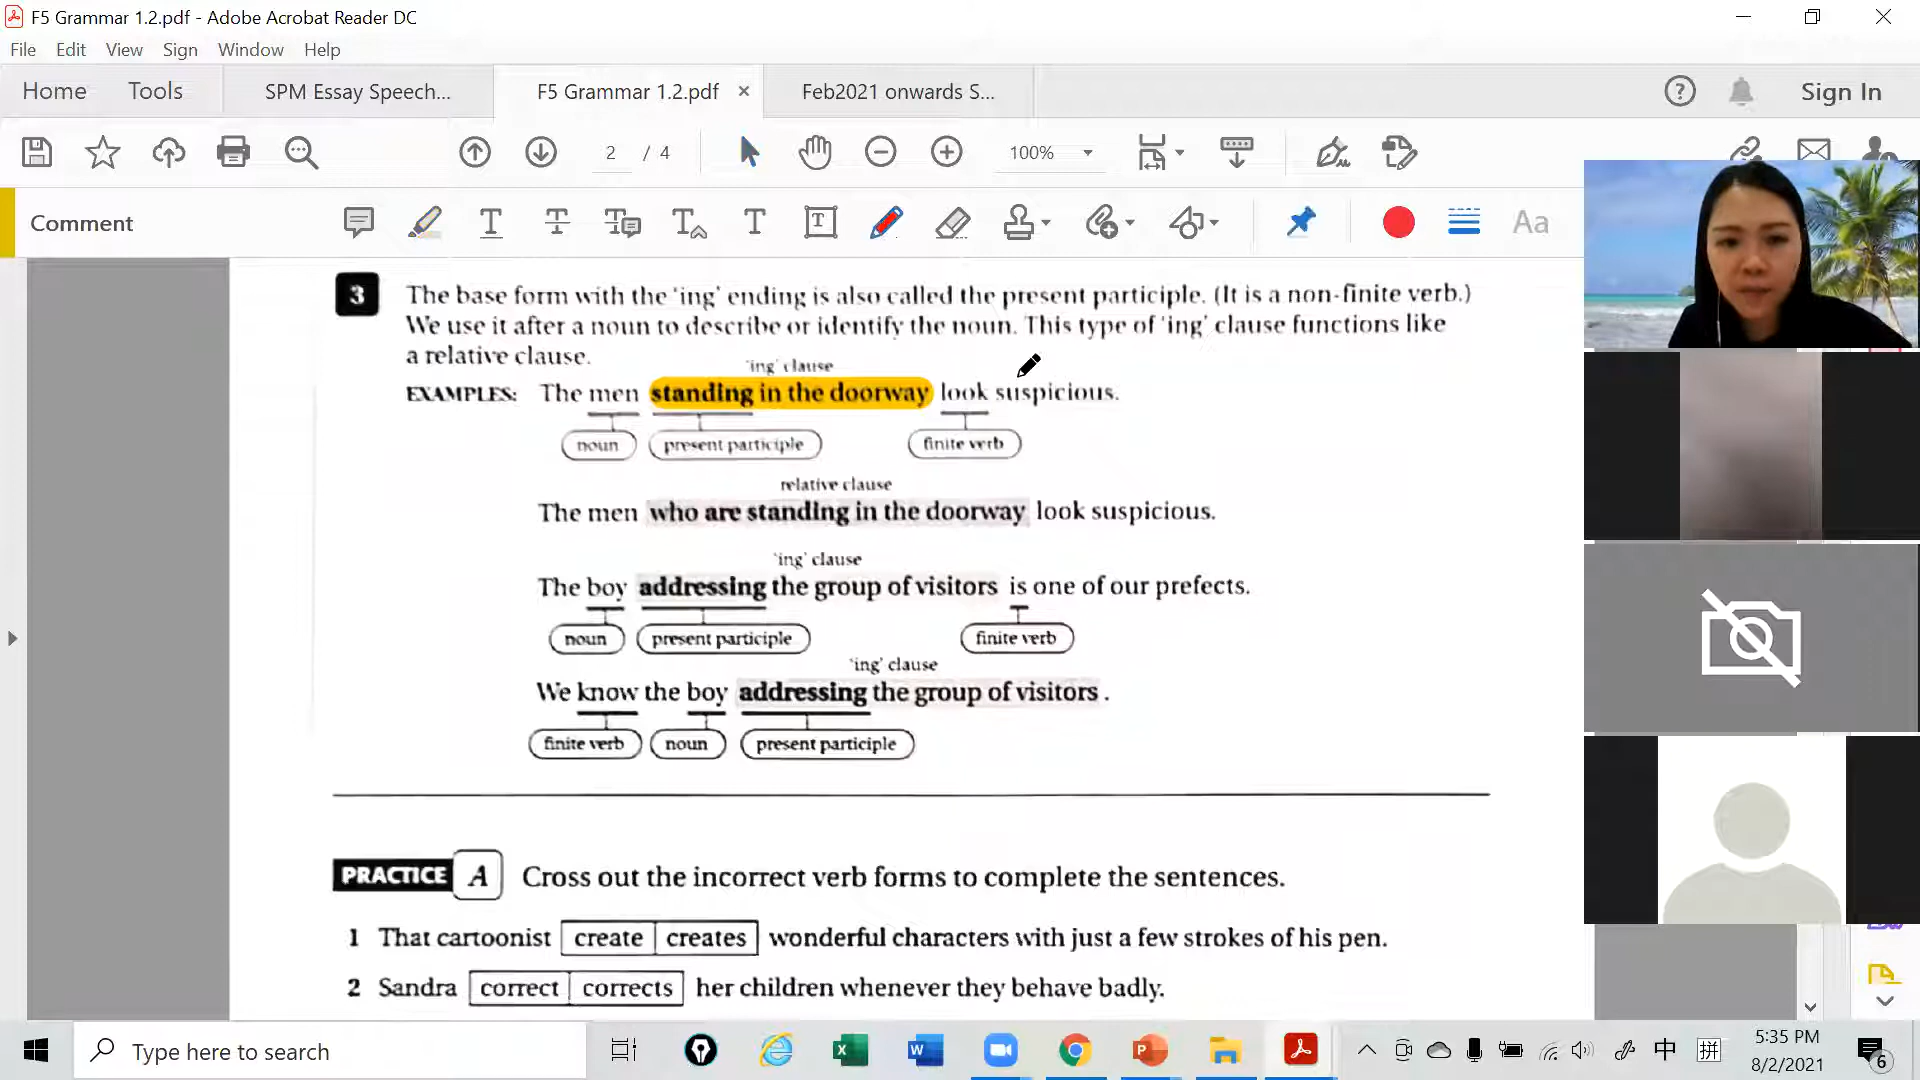 F5 Grammar 1.2.pdf - Adobe Acrobat Reader DC
File Edit View Sign Window Help
Home Tools SPM Essay Speech... F5 Grammar 1.2.pdf × Feb2021 onwards S... Sign In
2 / 4 100%
Comment
Aa
3 The base form with the 'ing' ending is also called the present participle. (It is a non-finite verb.)
We use it after a noun to describe or identify the noun. This type of 'ing' clause functions like
a relative clause.
'ing' clause
EXAMPLES: The men standing in the doorway look suspicious.
noun present participle finite verb
relative clause
The men who are standing in the doorway look suspicious.
'ing' clause
The boy addressing the group of visitors is one of our prefects.
noun present participle finite verb
'ing' clause
We know the boy addressing the group of visitors .
finite verb noun present participle
PRACTICE A Cross out the incorrect verb forms to complete the sentences.
1 That cartoonist create creates wonderful characters with just a few strokes of his pen.
2 Sandra correct corrects her children whenever they behave badly.
Type here to search
中 拼
5:35 PM
8/2/2021
6